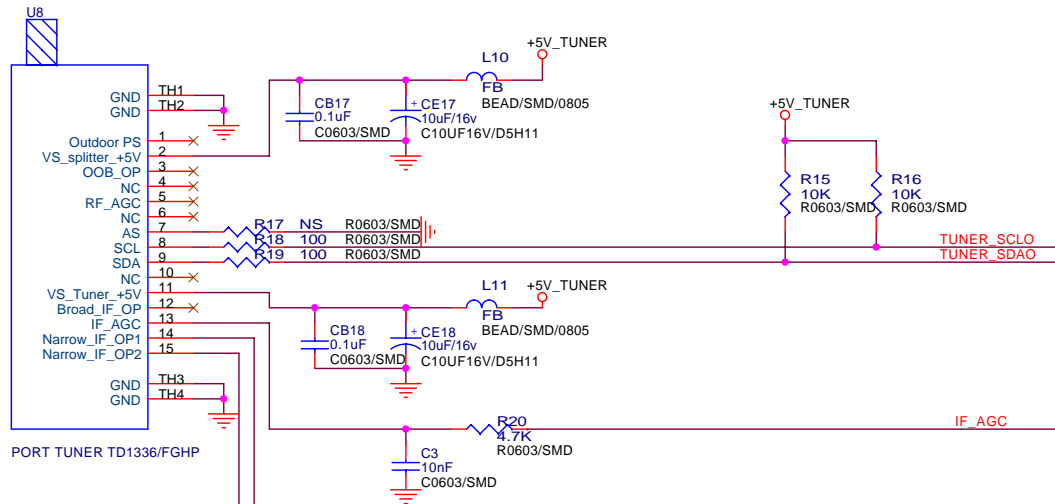 U8
GND TH1
GND TH2
Outdoor PS 1
VS_splitter_+5V 2
OOB_OP 3
NC 4
RF_AGC 5
NC 6
AS 7
SCL 8
SDA 9
NC 10
VS_Tuner_+5V 11
Broad_IF_OP 12
IF_AGC 13
Narrow_IF_OP1 14
Narrow_IF_OP2 15
GND TH3
GND TH4
PORT TUNER TD1336/FGHP
+5V_TUNER
L10
FB
BEAD/SMD/0805
CB17
0.1uF
C0603/SMD
+
CE17
10uF/16v
C10UF16V/D5H11
R17 NS R0603/SMD
R18 100 R0603/SMD
R19 100 R0603/SMD
+5V_TUNER
R15
10K
R0603/SMD
R16
10K
R0603/SMD
TUNER_SCLO
TUNER_SDAO
+5V_TUNER
L11
FB
BEAD/SMD/0805
CB18
0.1uF
C0603/SMD
+
CE18
10uF/16v
C10UF16V/D5H11
R20
4.7K
R0603/SMD
IF_AGC
C3
10nF
C0603/SMD